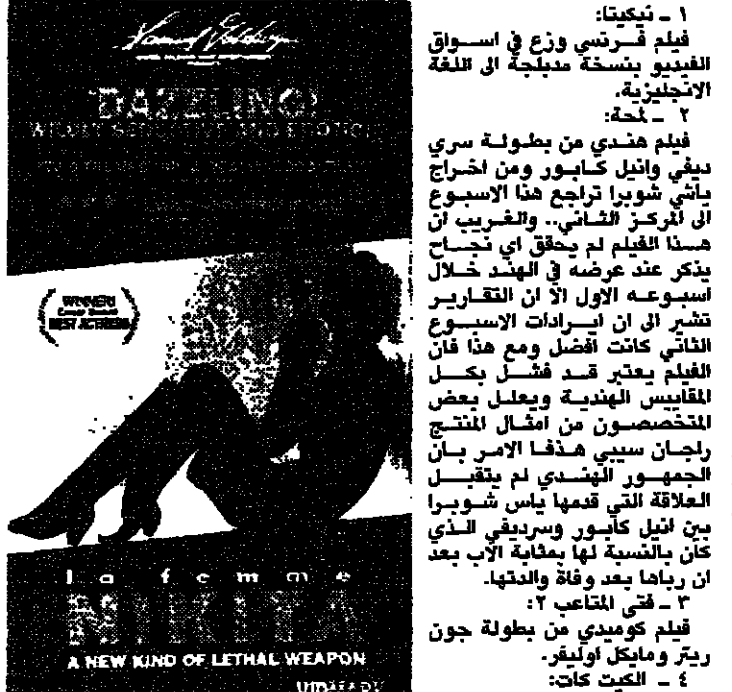 Samuel Goldwyn
DAZZLING!
WINNER!
BEST ACTRESS
la femme
NIKITA
A NEW KIND OF LETHAL WEAPON
١ ـ نيكيتا:
فيلم فرنسي وزع في اسواق
الفيديو بنسخة مدبلجة الى اللغة
الانجليزية.
٢ ـ لمحة:
فيلم هندي من بطولة سري
ديفي وانيل كابور ومن اخراج
ياشي شوبرا تراجع هذا الاسبوع
الى المركز الثاني.. والغريب ان
هذا الفيلم لم يحقق اي نجاح
يذكر عند عرضه في الهند خلال
اسبوعه الاول الا ان التقارير
تشير الى ان ايرادات الاسبوع
الثاني كانت افضل ومع هذا فان
الفيلم يعتبر قد فشل بكل
المقاييس الهندية ويعلل بعض
المتخصصون من امثال المنتج
راجان سيبي هذفا الامر بان
الجمهور الهندي لم يتقبل
العلاقة التي قدمها ياس شوبرا
بين انيل كابور وسرديفي الذي
كان بالنسبة لها بمثابة الاب بعد
ان رباها بعد وفاة والدتها.
٣ ـ فتى المتاعب ٢:
فيلم كوميدي من بطولة جون
ريتر ومايكل اوليفر.
٤ ـ الكيت كات: